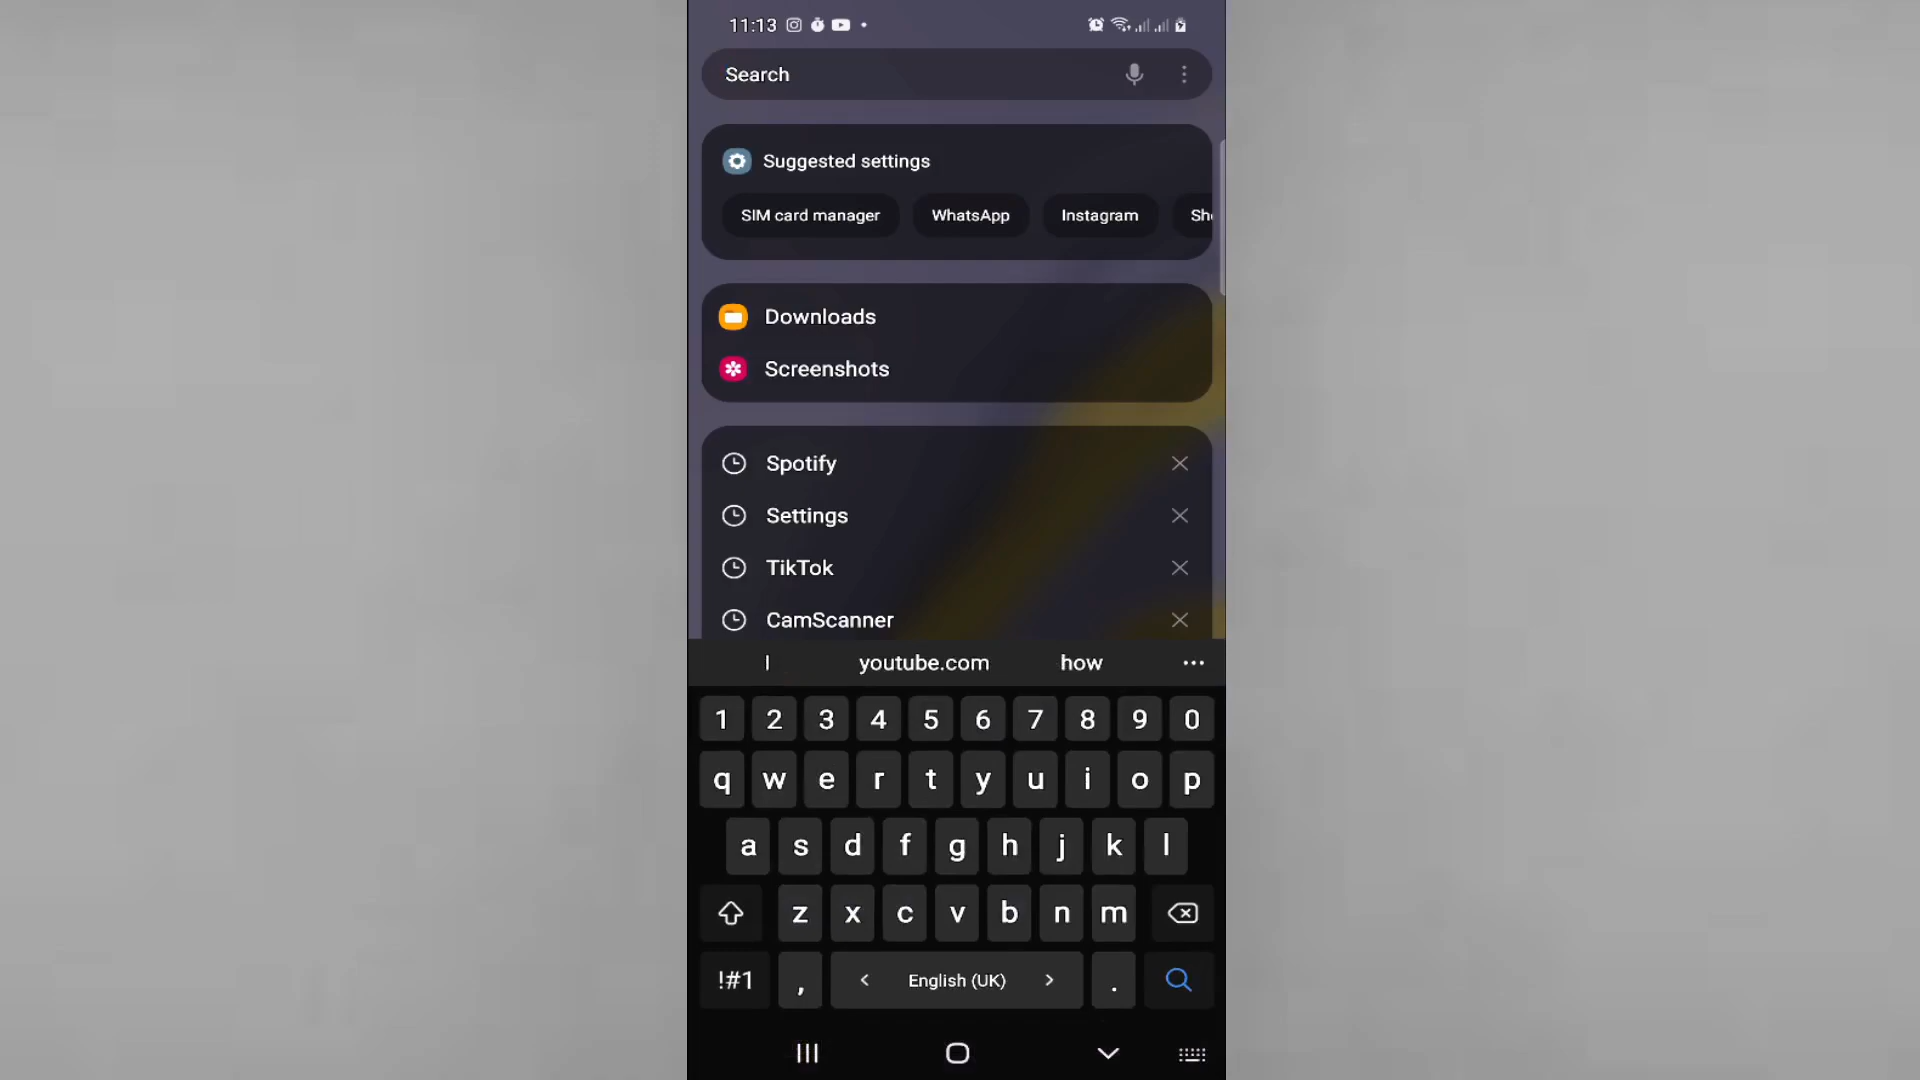 11:13
Search
Suggested settings
SIM card manager WhatsApp Instagram Sh
Downloads
Screenshots
Spotify
Settings
TikTok
CamScanner
I youtube.com how
1 2 3 4 5 6 7 8 9 0
q w e r t y u i o p
a s d f g h j k l
z x c v b n m
!#1 , < English (UK) > .